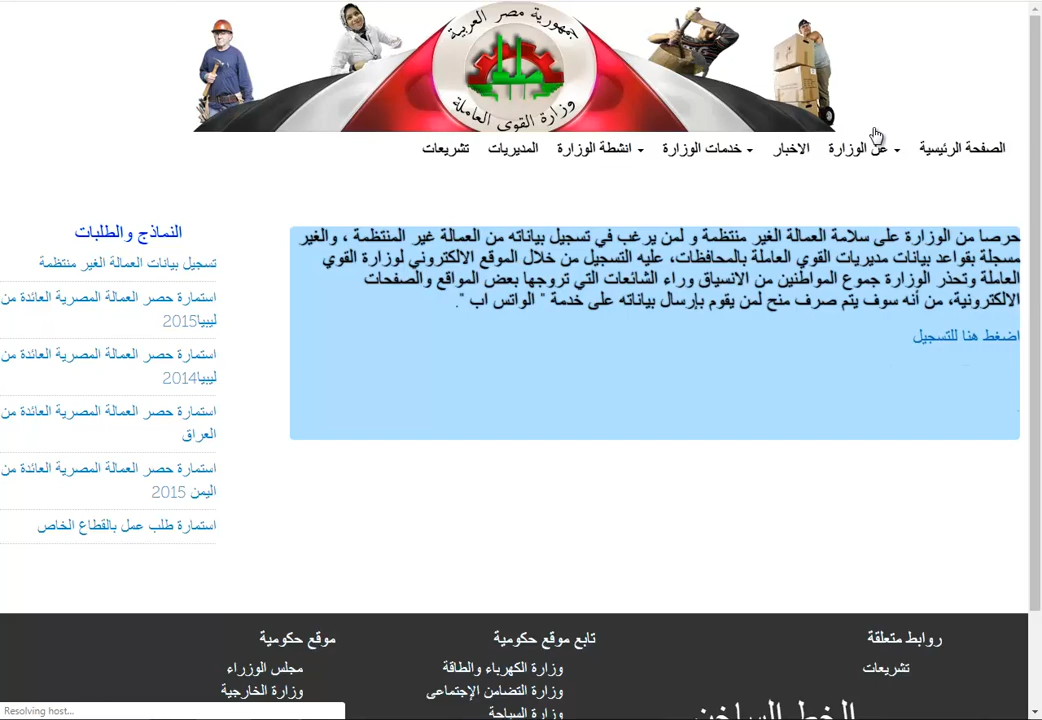 جمهورية مصر العربية
وزارة القوى العاملة
الصفحة الرئيسية
عن الوزارة
الاخبار
خدمات الوزارة
انشطة الوزارة
المديريات
تشريعات
حرصا من الوزارة على سلامة العمالة الغير منتظمة و لمن يرغب في تسجيل بياناته من العمالة غير المنتظمة ، والغير
مسجلة بقواعد بيانات مديريات القوي العاملة بالمحافظات، عليه التسجيل من خلال الموقع الالكتروني لوزارة القوي
العاملة وتحذر الوزارة جموع المواطنين من الانسياق وراء الشائعات التي تروجها بعض المواقع والصفحات
الالكترونية، من أنه سوف يتم صرف منح لمن يقوم بإرسال بياناته على خدمة " الواتس اب ".
اضغط هنا للتسجيل
النماذج والطلبات
تسجيل بيانات العمالة الغير منتظمة
استمارة حصر العمالة المصرية العائدة من
ليبيا2015
استمارة حصر العمالة المصرية العائدة من
ليبيا2014
استمارة حصر العمالة المصرية العائدة من
العراق
استمارة حصر العمالة المصرية العائدة من
اليمن 2015
استمارة طلب عمل بالقطاع الخاص
روابط متعلقة
تشريعات
الخط الساخن
تابع موقع حكومية
وزارة الكهرباء والطاقة
وزارة التضامن الإجتماعى
وزارة السياحة
موقع حكومية
مجلس الوزراء
وزارة الخارجية
Resolving host...